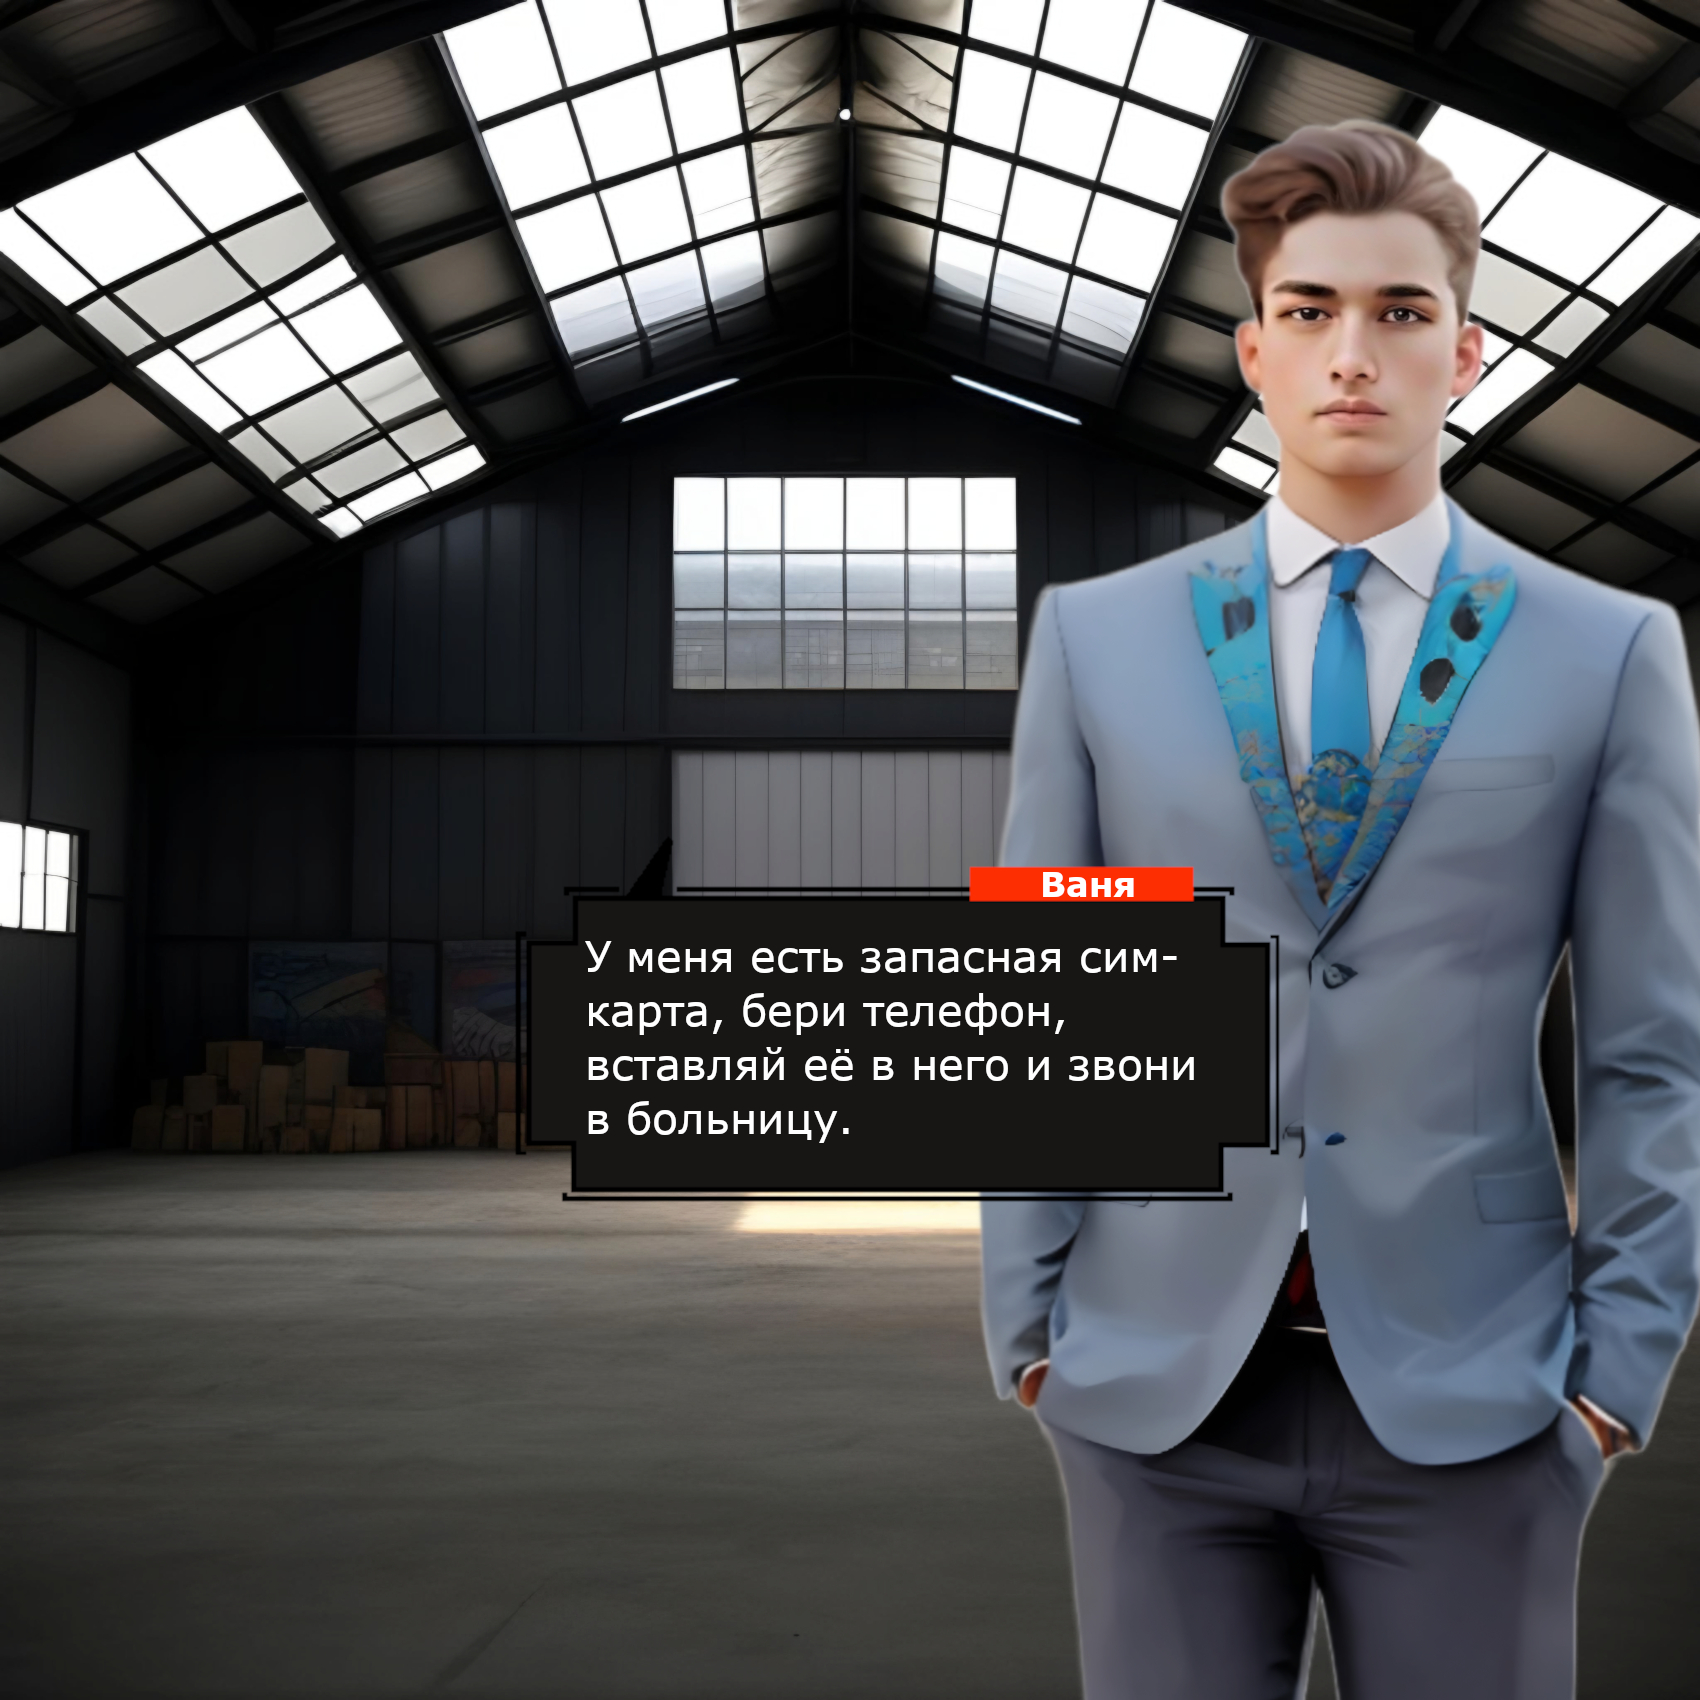 Ваня
У меня есть запасная сим-
карта, бери телефон,
вставляй её в него и звони
в больницу.